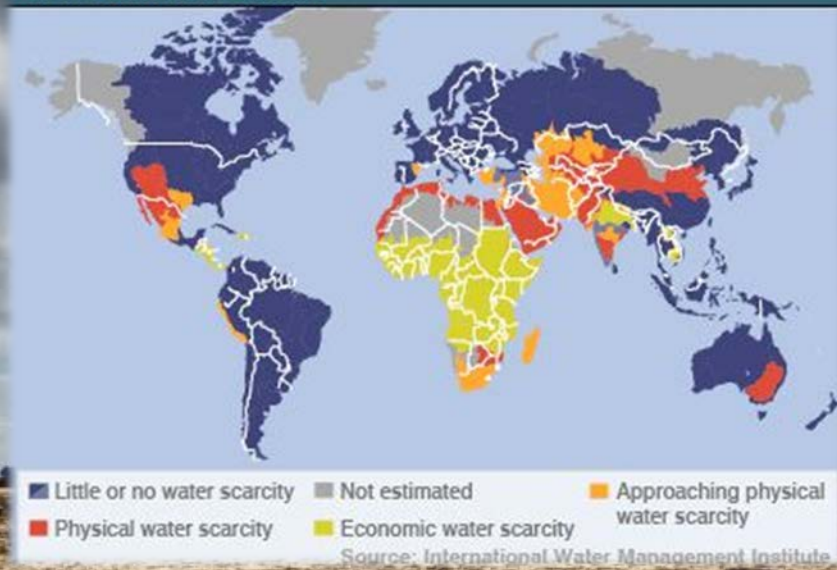 Little or no water scarcity
Not estimated
Approaching physical
water scarcity
Physical water scarcity
Economic water scarcity
Source: International Water Management Institute